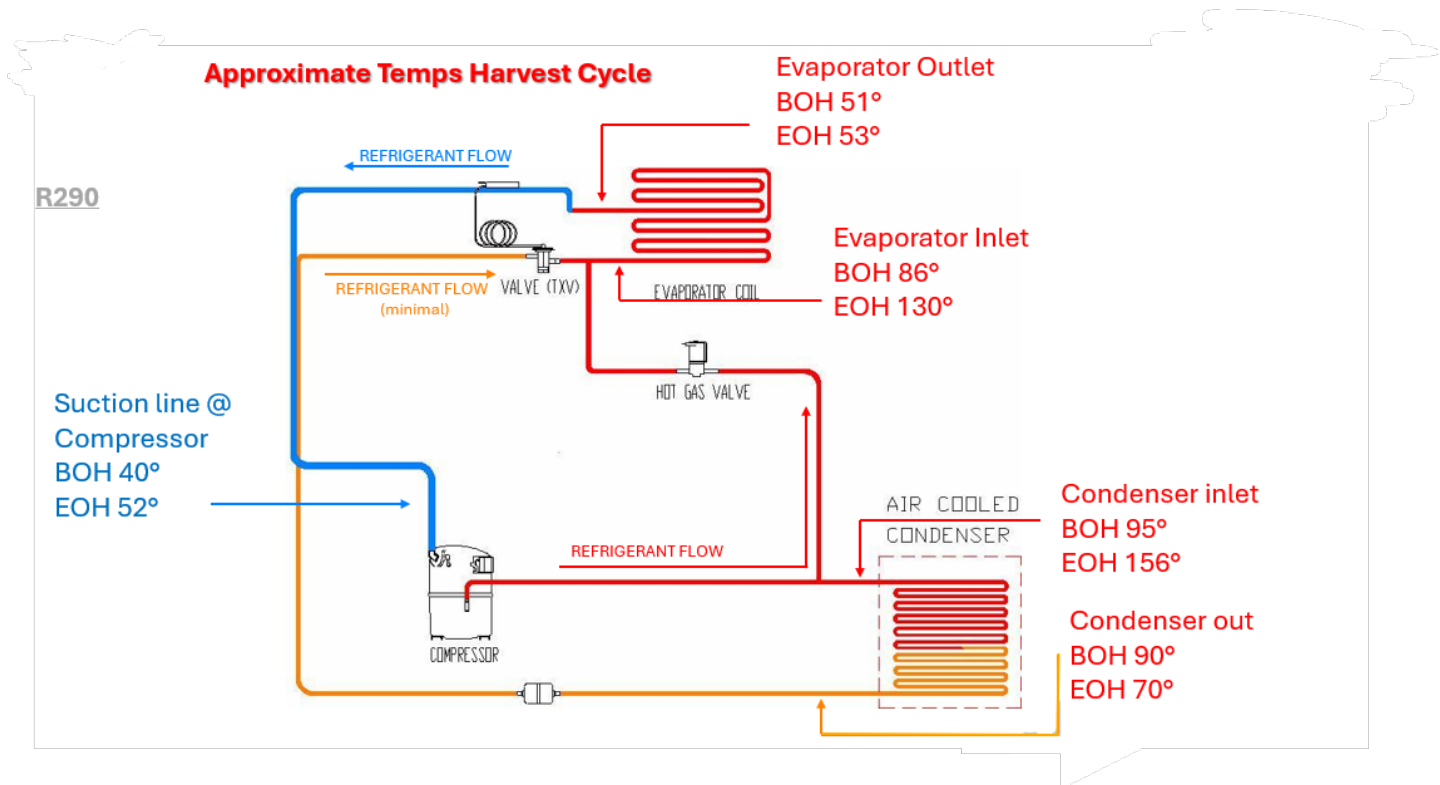 Approximate Temps Harvest Cycle
Evaporator Outlet
BOH 51°
EOH 53°
REFRIGERANT FLOW
R290
Evaporator Inlet
BOH 86°
EOH 130°
REFRIGERANT FLOW
(minimal)
VALVE (TXV)
EVAPORATOR COIL
HOT GAS VALVE
Suction line @
Compressor
BOH 40°
EOH 52°
AIR COOLED
CONDENSER
Condenser inlet
BOH 95°
EOH 156°
REFRIGERANT FLOW
COMPRESSOR
Condenser out
BOH 90°
EOH 70°